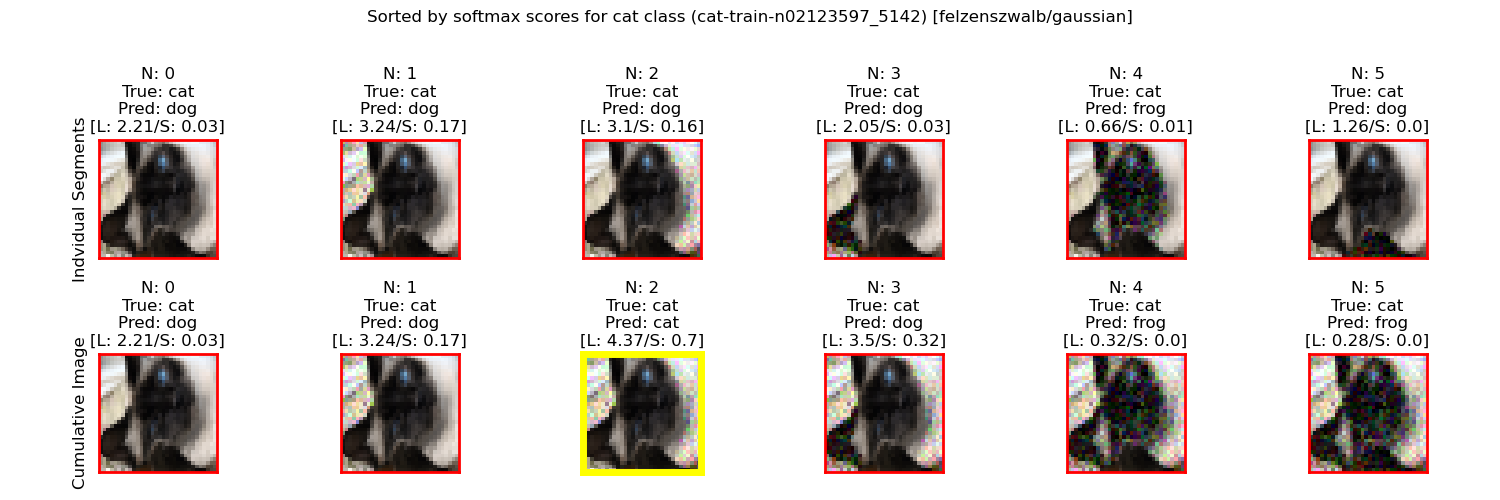 Sorted by softmax scores for cat class (cat-train-n02123597_5142) [felzenszwalb/gaussian]
Indvidual Segments
N: 0
True: cat
Pred: dog
[L: 2.21/S: 0.03]
N: 1
True: cat
Pred: dog
[L: 3.24/S: 0.17]
N: 2
True: cat
Pred: dog
[L: 3.1/S: 0.16]
N: 3
True: cat
Pred: dog
[L: 2.05/S: 0.03]
N: 4
True: cat
Pred: frog
[L: 0.66/S: 0.01]
N: 5
True: cat
Pred: dog
[L: 1.26/S: 0.0]
Cumulative Image
N: 0
True: cat
Pred: dog
[L: 2.21/S: 0.03]
N: 1
True: cat
Pred: dog
[L: 3.24/S: 0.17]
N: 2
True: cat
Pred: cat
[L: 4.37/S: 0.7]
N: 3
True: cat
Pred: dog
[L: 3.5/S: 0.32]
N: 4
True: cat
Pred: frog
[L: 0.32/S: 0.0]
N: 5
True: cat
Pred: frog
[L: 0.28/S: 0.0]